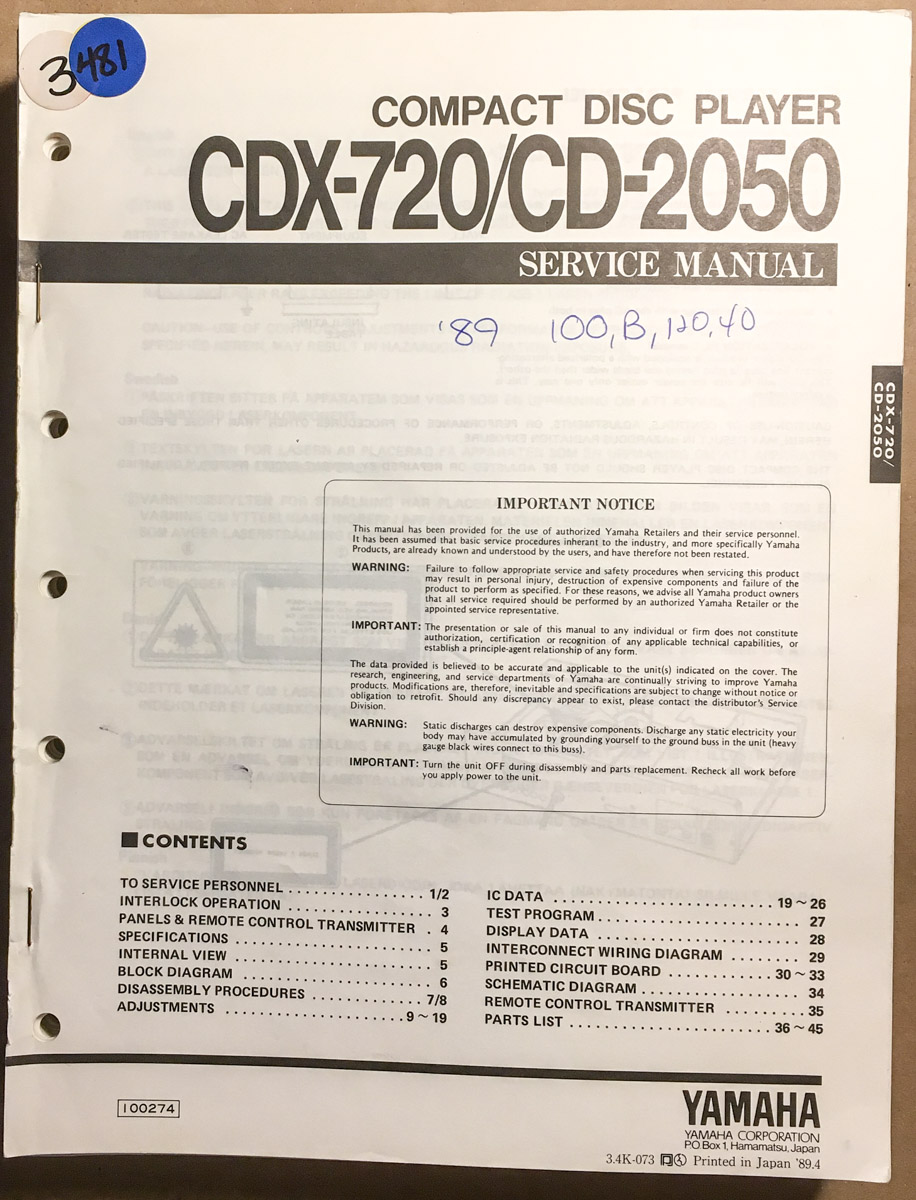 3481
COMPACT DISC PLAYER
CDX-720/CD-2050
SERVICE MANUAL
'89 100, B, 120, 40
CDX-720/
CD-2050
IMPORTANT NOTICE
This manual has been provided for the use of authorized Yamaha Retailers and their service personnel.
It has been assumed that basic service procedures inherant to the industry, and more specifically Yamaha
Products, are already known and understood by the users, and have therefore not been restated.
WARNING: Failure to follow appropriate service and safety procedures when servicing this product
may result in personal injury, destruction of expensive components and failure of the
product to perform as specified. For these reasons, we advise all Yamaha product owners
that all service required should be performed by an authorized Yamaha Retailer or the
appointed service representative.
IMPORTANT: The presentation or sale of this manual to any individual or firm does not constitute
authorization, certification or recognition of any applicable technical capabilities, or
establish a principle-agent relationship of any form.
The data provided is believed to be accurate and applicable to the unit(s) indicated on the cover. The
research, engineering, and service departments of Yamaha are continually striving to improve Yamaha
products. Modifications are, therefore, inevitable and specifications are subject to change without notice or
obligation to retrofit. Should any discrepancy appear to exist, please contact the distributor's Service
Division.
WARNING: Static discharges can destroy expensive components. Discharge any static electricity your
body may have accumulated by grounding yourself to the ground buss in the unit (heavy
gauge black wires connect to this buss).
IMPORTANT: Turn the unit OFF during disassembly and parts replacement. Recheck all work before
you apply power to the unit.
■ CONTENTS
TO SERVICE PERSONNEL . . . . . . . . . . . . . . . . 1/2
INTERLOCK OPERATION . . . . . . . . . . . . . . . . . . 3
PANELS & REMOTE CONTROL TRANSMITTER . 4
SPECIFICATIONS . . . . . . . . . . . . . . . . . . . . . . 5
INTERNAL VIEW . . . . . . . . . . . . . . . . . . . . . . . 5
BLOCK DIAGRAM . . . . . . . . . . . . . . . . . . . . . . 6
DISASSEMBLY PROCEDURES . . . . . . . . . . . . 7/8
ADJUSTMENTS . . . . . . . . . . . . . . . . . . . . 9 ~ 19
IC DATA . . . . . . . . . . . . . . . . . . . . . . . . 19 ~ 26
TEST PROGRAM . . . . . . . . . . . . . . . . . . . . . . . 27
DISPLAY DATA . . . . . . . . . . . . . . . . . . . . . . . . 28
INTERCONNECT WIRING DIAGRAM . . . . . . . . 29
PRINTED CIRCUIT BOARD . . . . . . . . . . . . 30 ~ 33
SCHEMATIC DIAGRAM . . . . . . . . . . . . . . . . . . . 34
REMOTE CONTROL TRANSMITTER . . . . . . . . . 35
PARTS LIST . . . . . . . . . . . . . . . . . . . . . . 36 ~ 45
100274
YAMAHA
YAMAHA CORPORATION
P.O.Box 1, Hamamatsu, Japan
3.4K-073 Printed in Japan '89.4